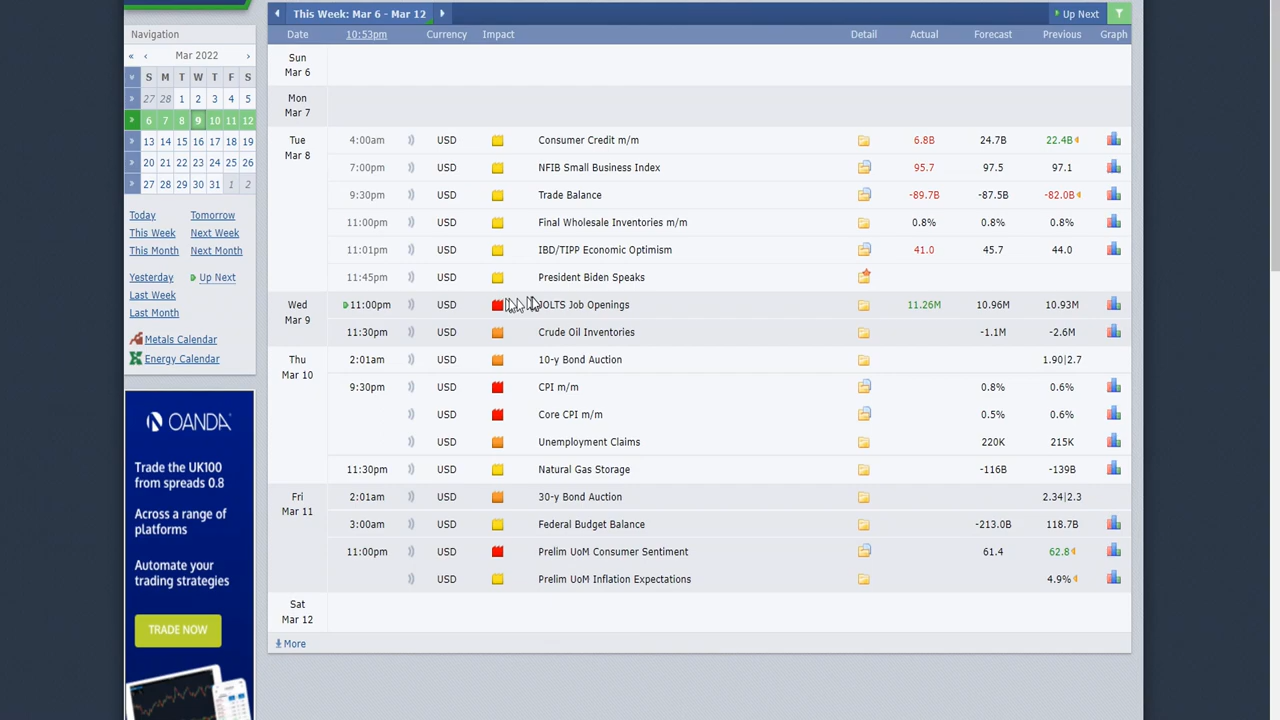 This Week: Mar 6 - Mar 12
Up Next
Navigation
« ‹ Mar 2022 ›
S M T W T F S
27 28 1 2 3 4 5
6 7 8 9 10 11 12
13 14 15 16 17 18 19
20 21 22 23 24 25 26
27 28 29 30 31 1 2
Today Tomorrow
This Week Next Week
This Month Next Month
Yesterday Up Next
Last Week
Last Month
Metals Calendar
Energy Calendar
OANDA
Trade the UK100
from spreads 0.8
Across a range of
platforms
Automate your
trading strategies
TRADE NOW
Date 10:53pm Currency Impact Detail Actual Forecast Previous Graph
Sun
Mar 6
Mon
Mar 7
Tue
Mar 8
4:00am USD Consumer Credit m/m 6.8B 24.7B 22.4B
7:00pm USD NFIB Small Business Index 95.7 97.5 97.1
9:30pm USD Trade Balance -89.7B -87.5B -82.0B
11:00pm USD Final Wholesale Inventories m/m 0.8% 0.8% 0.8%
11:01pm USD IBD/TIPP Economic Optimism 41.0 45.7 44.0
11:45pm USD President Biden Speaks
Wed
Mar 9
11:00pm USD JOLTS Job Openings 11.26M 10.96M 10.93M
11:30pm USD Crude Oil Inventories -1.1M -2.6M
Thu
Mar 10
2:01am USD 10-y Bond Auction 1.90|2.7
9:30pm USD CPI m/m 0.8% 0.6%
USD Core CPI m/m 0.5% 0.6%
USD Unemployment Claims 220K 215K
11:30pm USD Natural Gas Storage -116B -139B
Fri
Mar 11
2:01am USD 30-y Bond Auction 2.34|2.3
3:00am USD Federal Budget Balance -213.0B 118.7B
11:00pm USD Prelim UoM Consumer Sentiment 61.4 62.8
USD Prelim UoM Inflation Expectations 4.9%
Sat
Mar 12
More